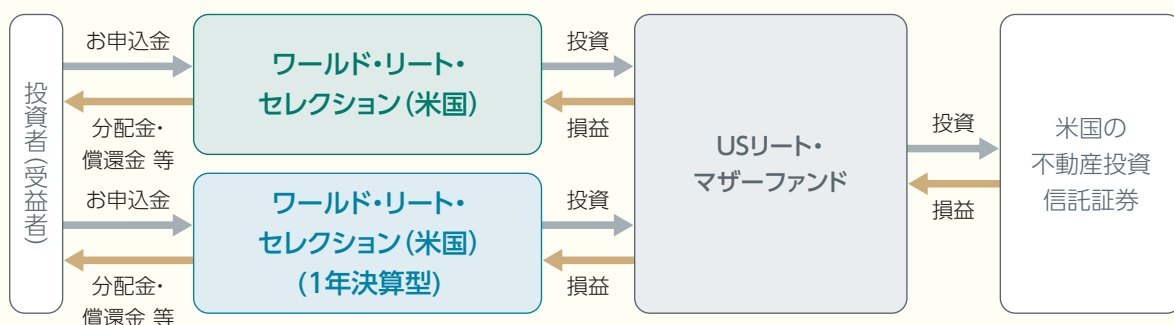 投資者(受益者)
お申込金
分配金・
償還金 等
ワールド・リート・
セレクション(米国)
投資
損益
お申込金
分配金・
償還金 等
ワールド・リート・
セレクション(米国)
(1年決算型)
投資
損益
USリート・
マザーファンド
投資
損益
米国の
不動産投資
信託証券